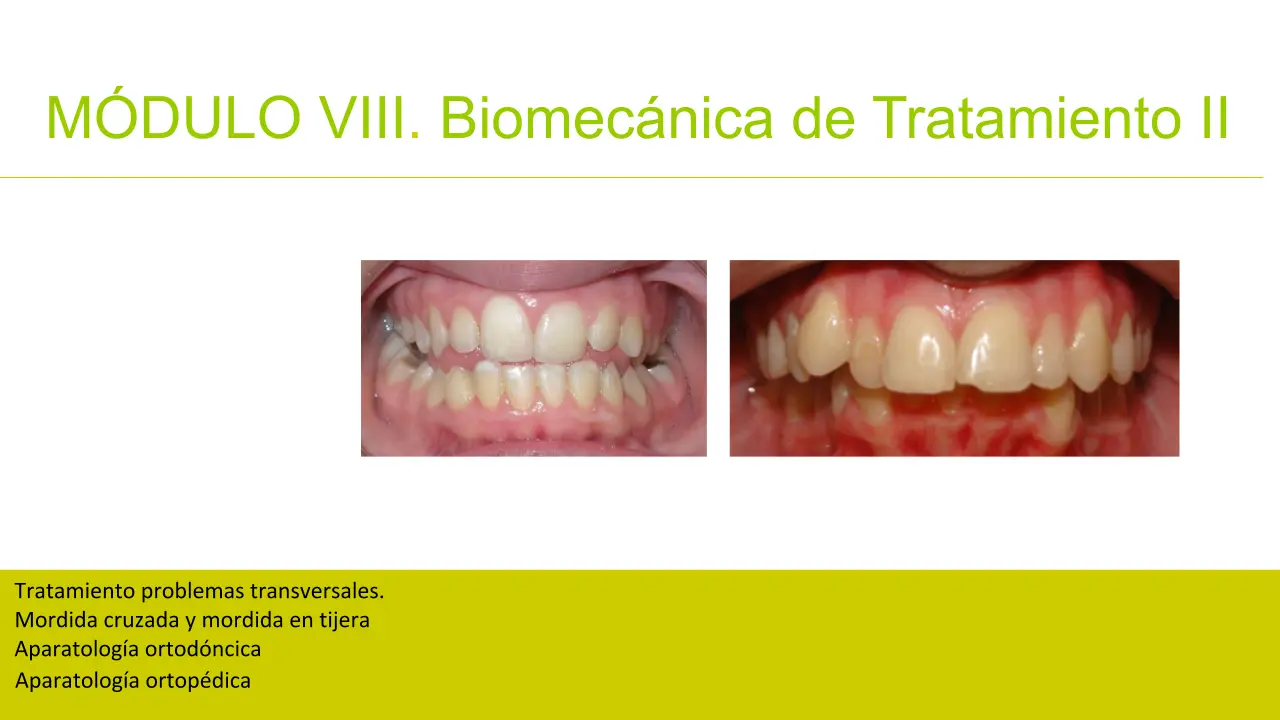 MÓDULO VIII. Biomecánica de Tratamiento II
Tratamiento problemas transversales.
Mordida cruzada y mordida en tijera
Aparatología ortodóncica
Aparatología ortopédica